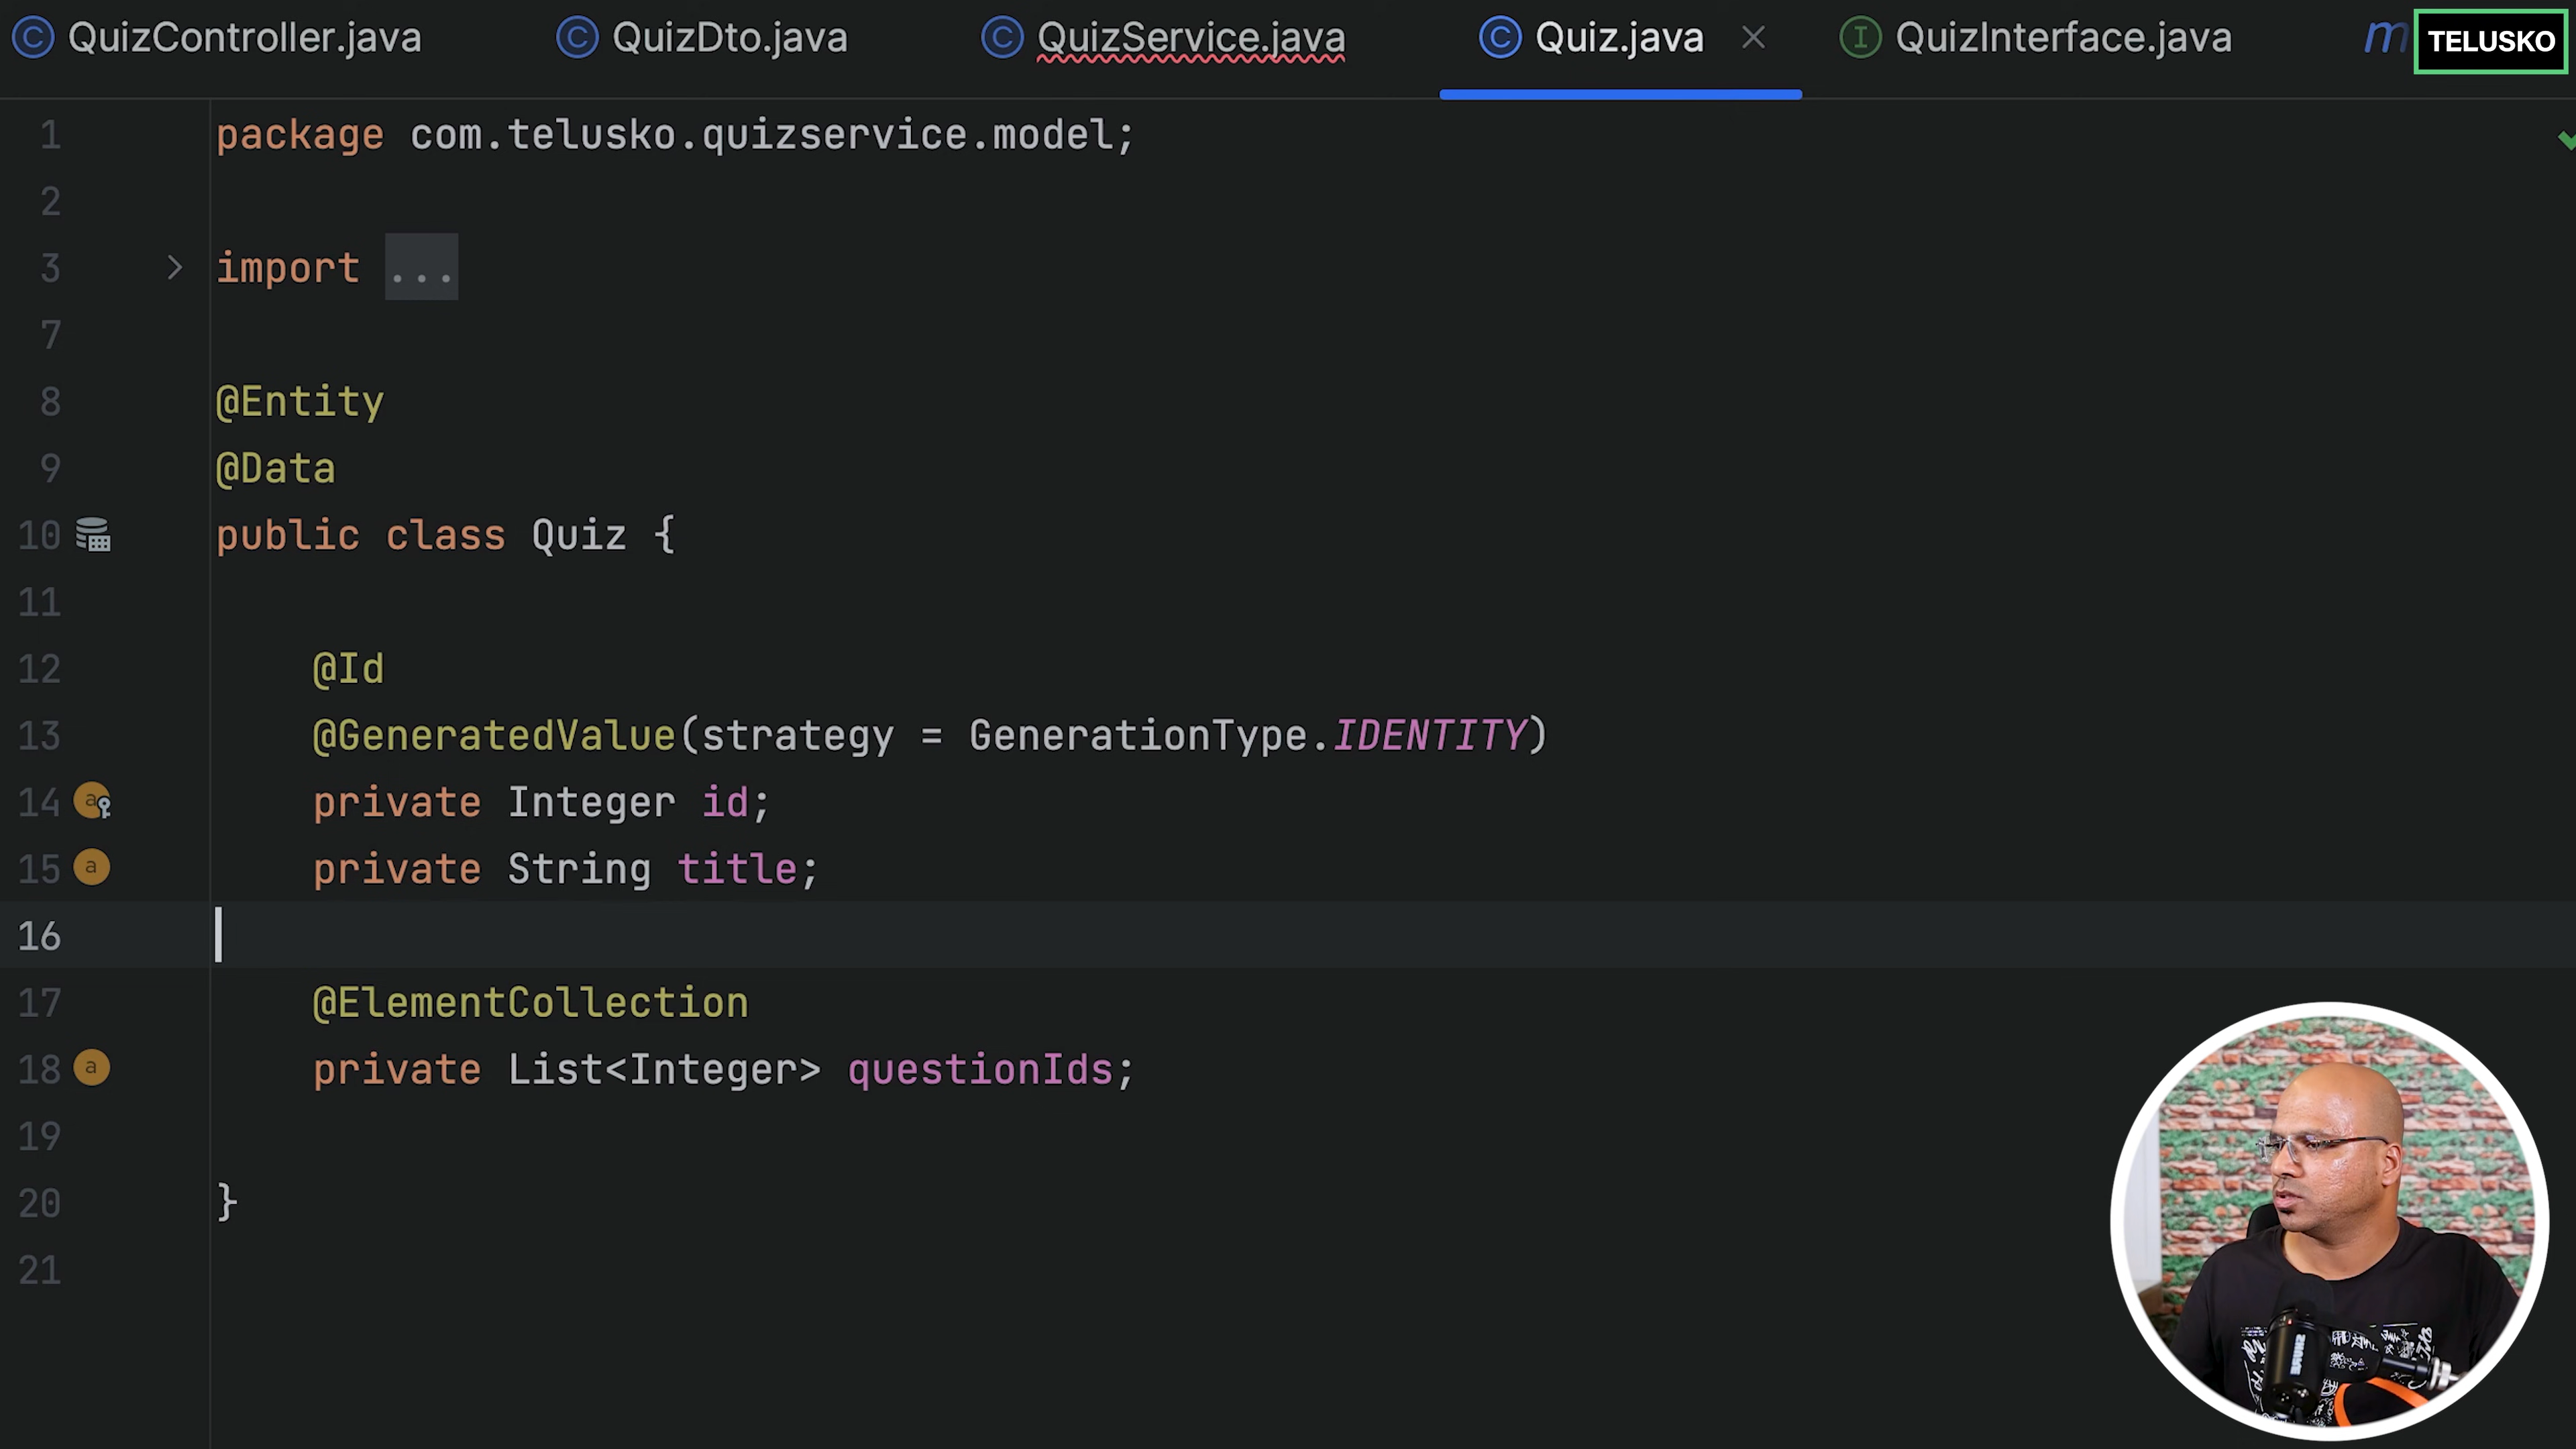 QuizController.java QuizDto.java QuizService.java Quiz.java QuizInterface.java m TELUSKO
1 package com.telusko.quizservice.model;
2
3 import ...
7
8 @Entity
9 @Data
10 public class Quiz {
11
12 @Id
13 @GeneratedValue(strategy = GenerationType.IDENTITY)
14 private Integer id;
15 private String title;
16
17 @ElementCollection
18 private List<Integer> questionIds;
19
20 }
21